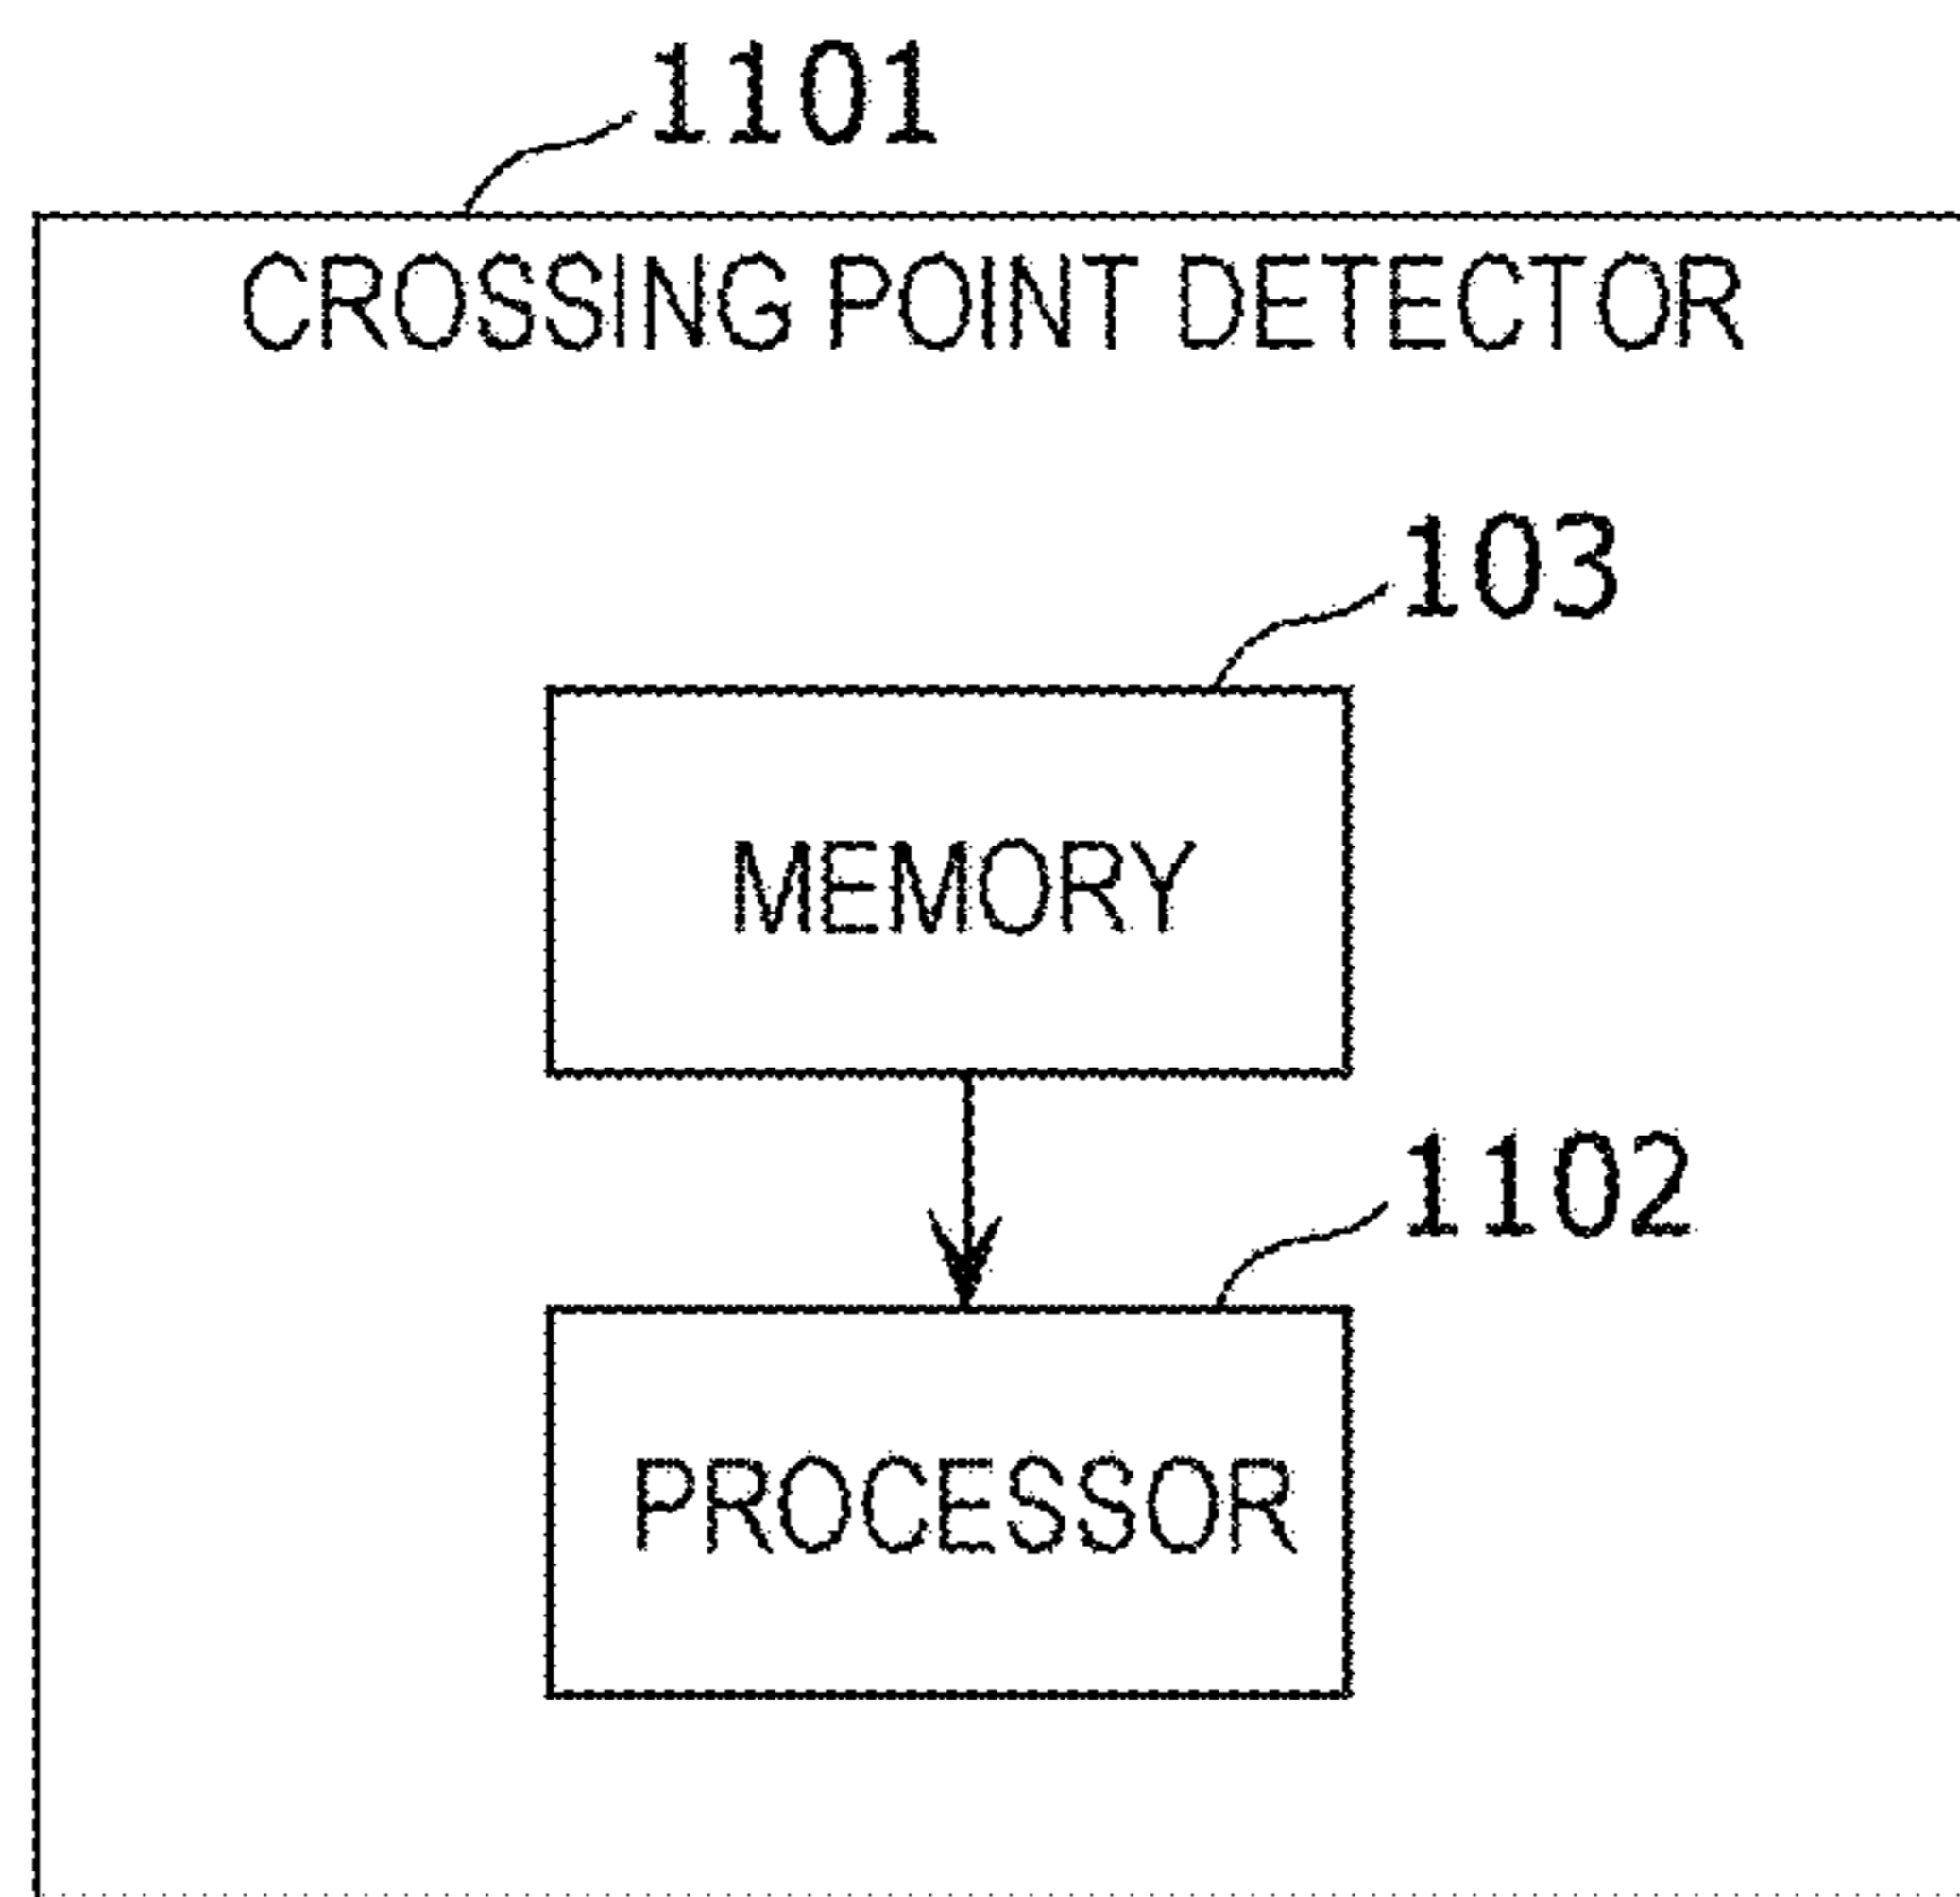 1101
CROSSING POINT DETECTOR
103
MEMORY
1102
PROCESSOR